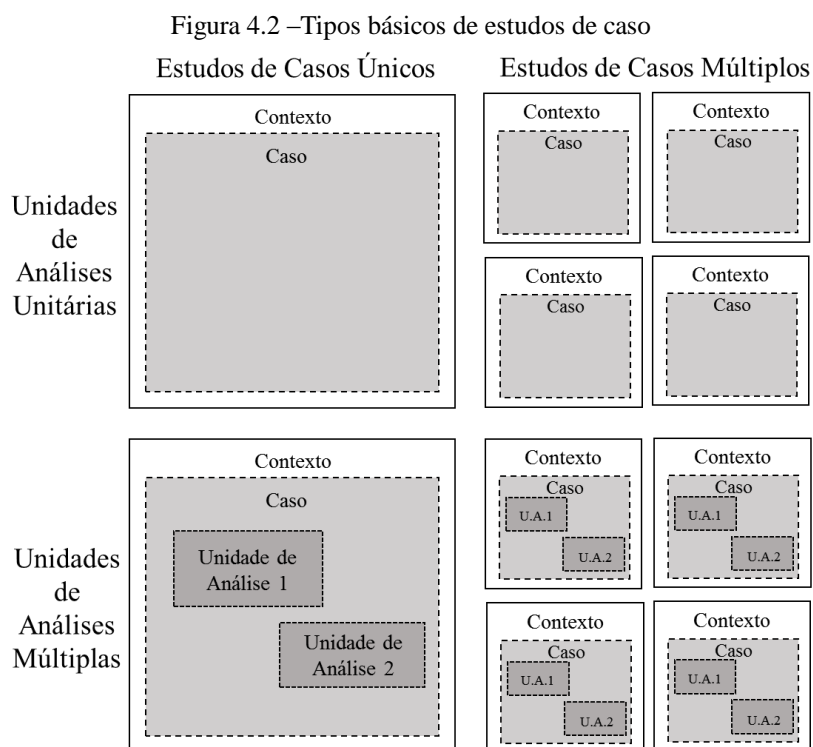 Figura 4.2 –Tipos básicos de estudos de caso
Estudos de Casos Únicos
Estudos de Casos Múltiplos
Unidades
de
Análises
Unitárias
Contexto
Caso
Contexto
Caso
Contexto
Caso
Contexto
Caso
Contexto
Caso
Unidades
de
Análises
Múltiplas
Contexto
Caso
Unidade de
Análise 1
Unidade de
Análise 2
Contexto
Caso
U.A.1
U.A.2
Contexto
Caso
U.A.1
U.A.2
Contexto
Caso
U.A.1
U.A.2
Contexto
Caso
U.A.1
U.A.2